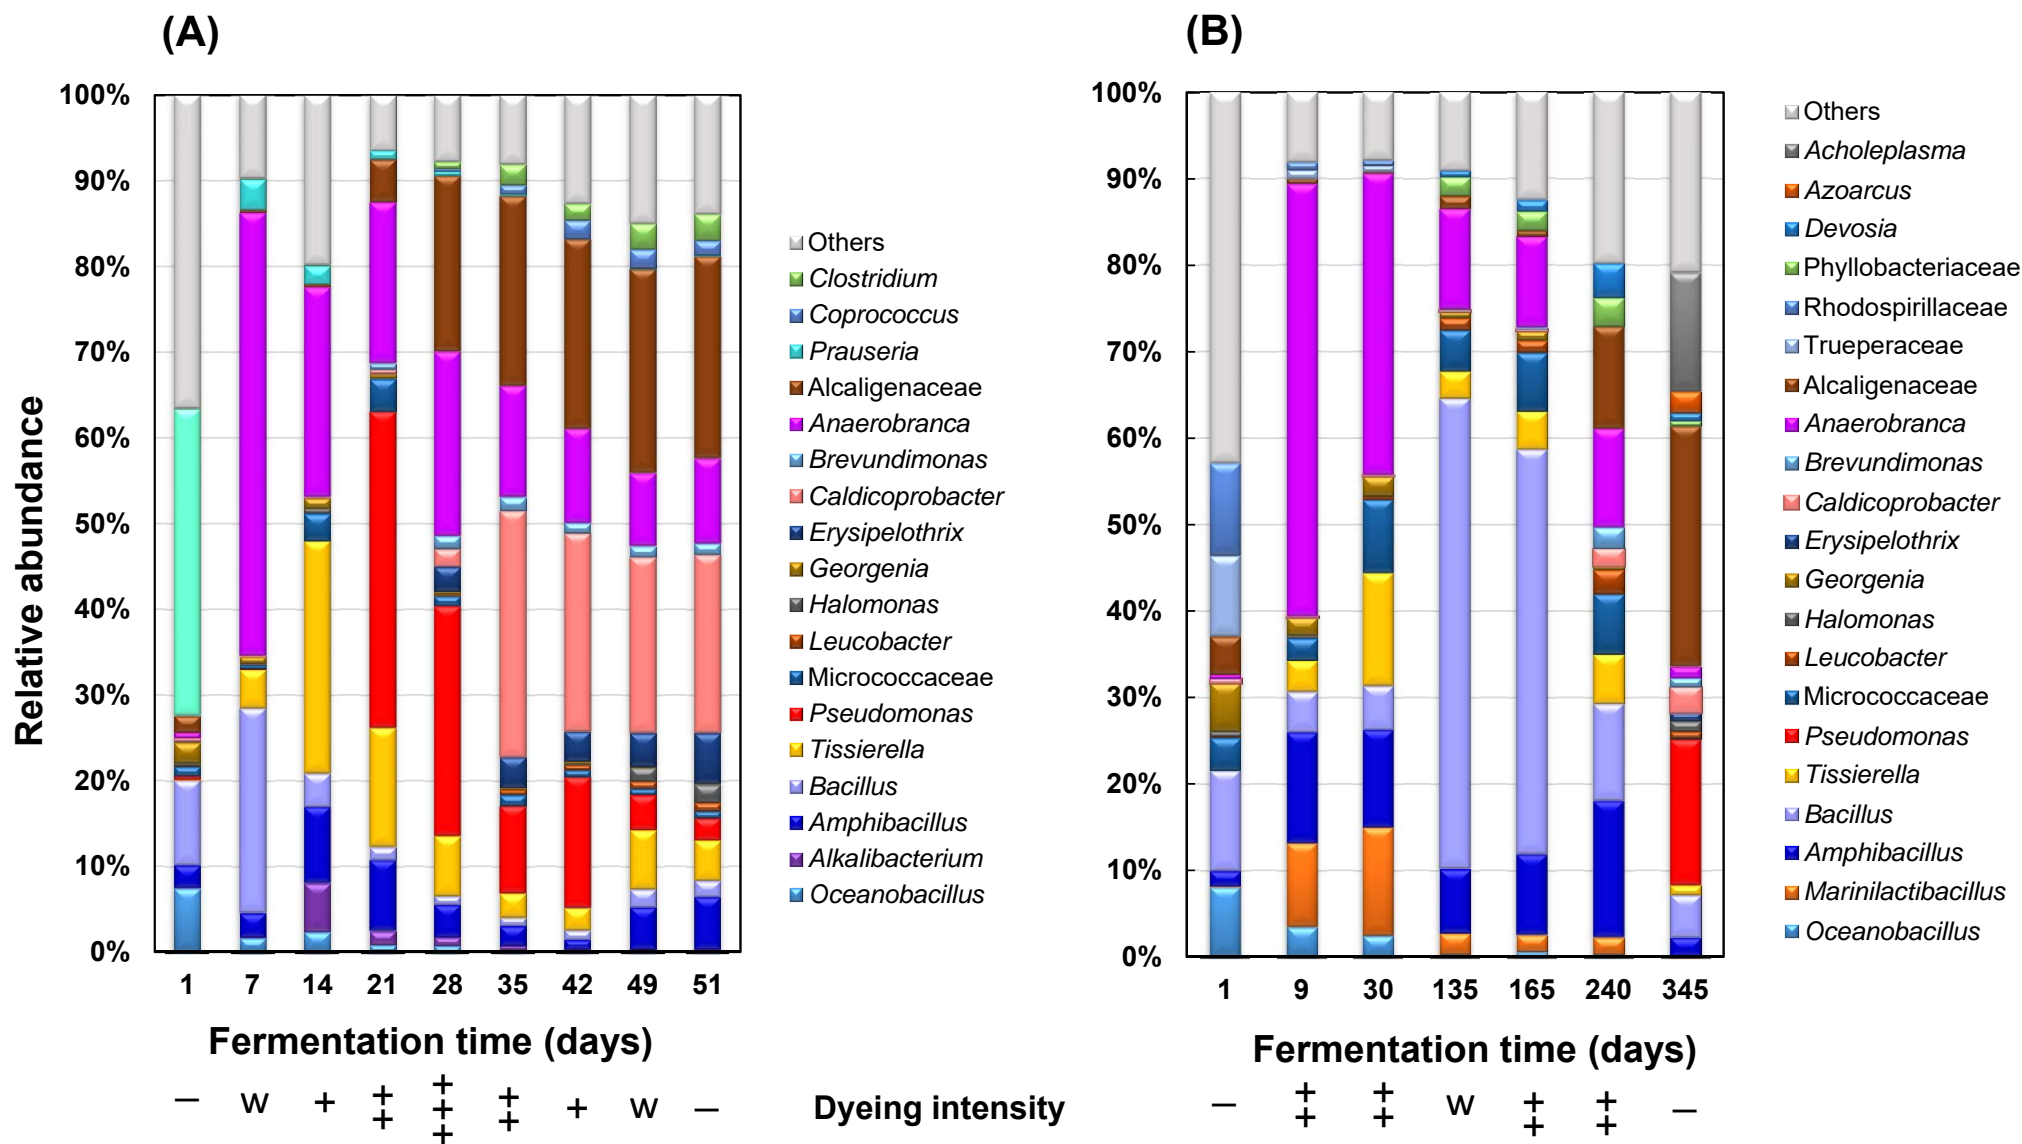 (A)
100%
90%
80%
70%
60%
50%
40%
30%
20%
10%
0%
Relative abundance
1 7 14 21 28 35 42 49 51
Fermentation time (days)
Others
Clostridium
Coprococcus
Prauseria
Alcaligenaceae
Anaerobranca
Brevundimonas
Caldicoprobacter
Erysipelothrix
Georgenia
Halomonas
Leucobacter
Micrococcaceae
Pseudomonas
Tissierella
Bacillus
Amphibacillus
Alkalibacterium
Oceanobacillus
(B)
100%
90%
80%
70%
60%
50%
40%
30%
20%
10%
0%
1 9 30 135 165 240 345
Fermentation time (days)
Others
Acholeplasma
Azoarcus
Devosia
Phyllobacteriaceae
Rhodospirillaceae
Trueperaceae
Alcaligenaceae
Anaerobranca
Brevundimonas
Caldicoprobacter
Erysipelothrix
Georgenia
Halomonas
Leucobacter
Micrococcaceae
Pseudomonas
Tissierella
Bacillus
Amphibacillus
Marinilactibacillus
Oceanobacillus
– w + ++ +++ ++ + w – Dyeing intensity – ++ ++ w ++ ++ –